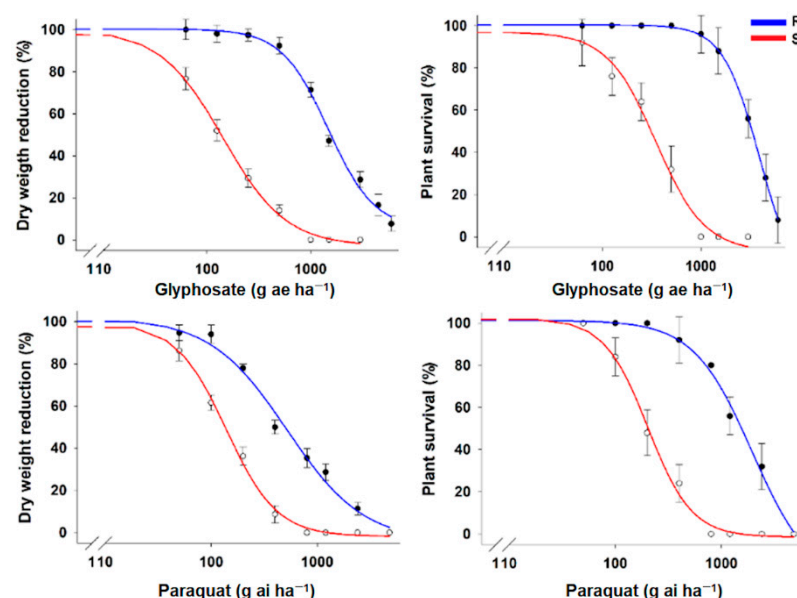 R
S
Dry weigth reduction (%)
100
80
60
40
20
0
110 100 1000
Glyphosate (g ae ha⁻¹)
Plant survival (%)
100
80
60
40
20
0
110 100 1000
Glyphosate (g ae ha⁻¹)
Dry weight reduction (%)
100
80
60
40
20
0
110 100 1000
Paraquat (g ai ha⁻¹)
Plant survival (%)
100
80
60
40
20
0
110 100 1000
Paraquat (g ai ha⁻¹)